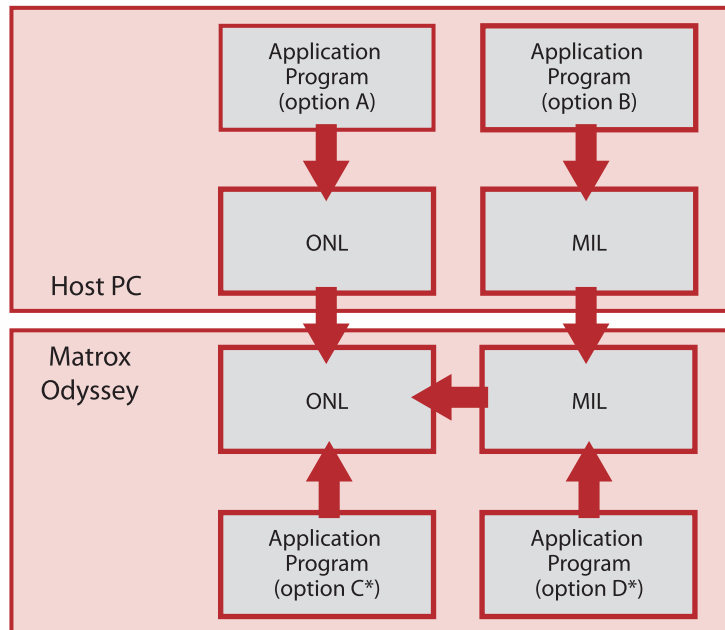 Application
Program
(option A)
Application
Program
(option B)
ONL
MIL
Host PC
Matrox
Odyssey
ONL
MIL
Application
Program
(option C*)
Application
Program
(option D*)